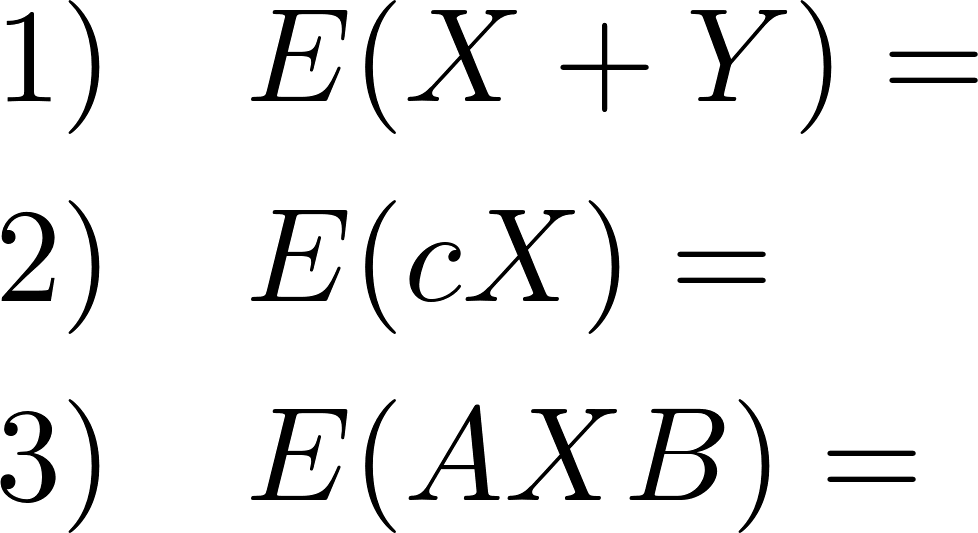 1) E(X + Y) =
2) E(cX) =
3) E(AXB) =